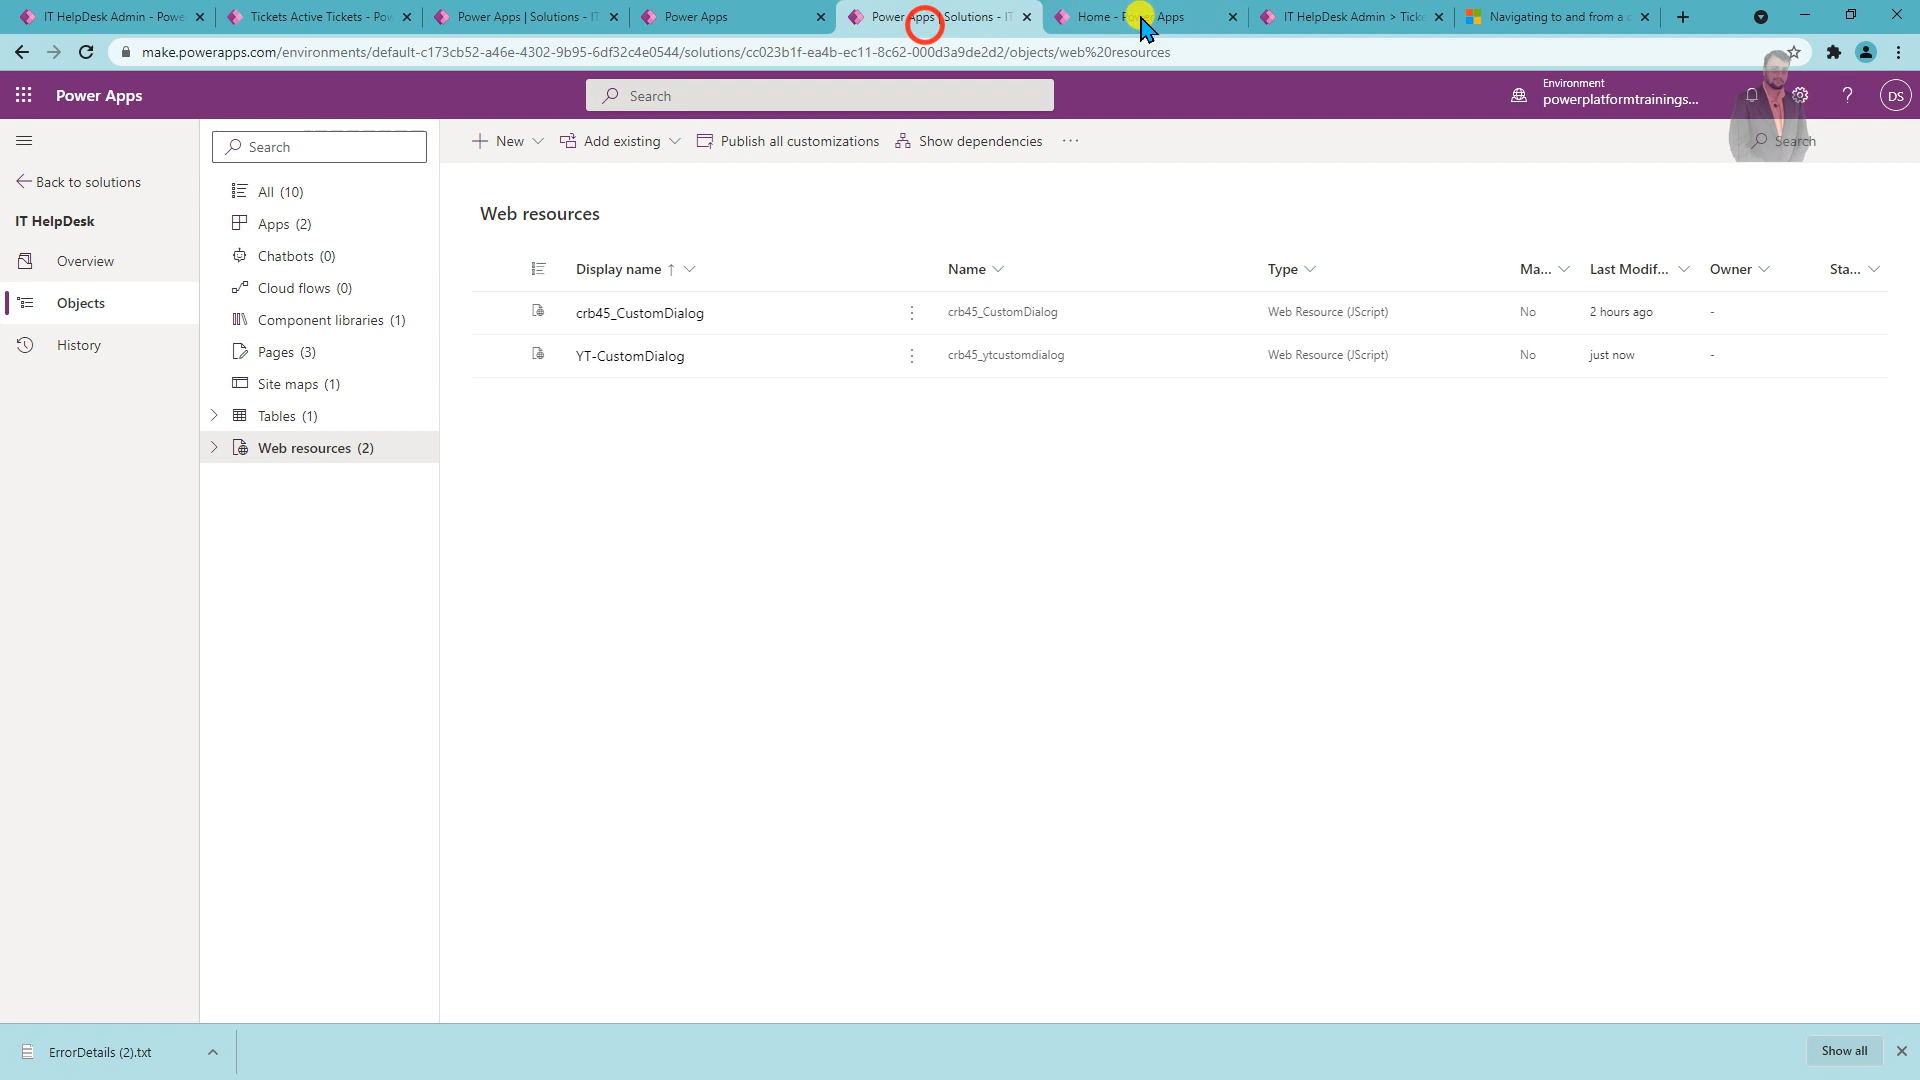 IT HelpDesk Admin - Powe
Tickets Active Tickets - Pow
Power Apps | Solutions - IT
Power Apps
Power Apps | Solutions - IT
Home - Power Apps
IT HelpDesk Admin > Ticke
Navigating to and from a c
make.powerapps.com/environments/default-c173cb52-a46e-4302-9b95-6df32c4e0544/solutions/cc023b1f-ea4b-ec11-8c62-000d3a9de2d2/objects/web%20resources
Power Apps
Search
Environment
powerplatformtrainings...
?
DS
Search
New
Add existing
Publish all customizations
Show dependencies
Search
Back to solutions
IT HelpDesk
Overview
Objects
History
All (10)
Apps (2)
Chatbots (0)
Cloud flows (0)
Component libraries (1)
Pages (3)
Site maps (1)
Tables (1)
Web resources (2)
Web resources
Display name Name Type Ma... Last Modif... Owner Sta...
crb45_CustomDialog crb45_CustomDialog Web Resource (JScript) No 2 hours ago -
YT-CustomDialog crb45_ytcustomdialog Web Resource (JScript) No just now -
ErrorDetails (2).txt
Show all